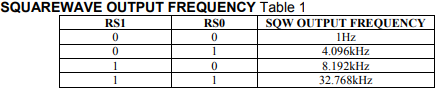 SQUAREWAVE OUTPUT FREQUENCY Table 1
RS1 RS0 SQW OUTPUT FREQUENCY
0 0 1Hz
0 1 4.096kHz
1 0 8.192kHz
1 1 32.768kHz